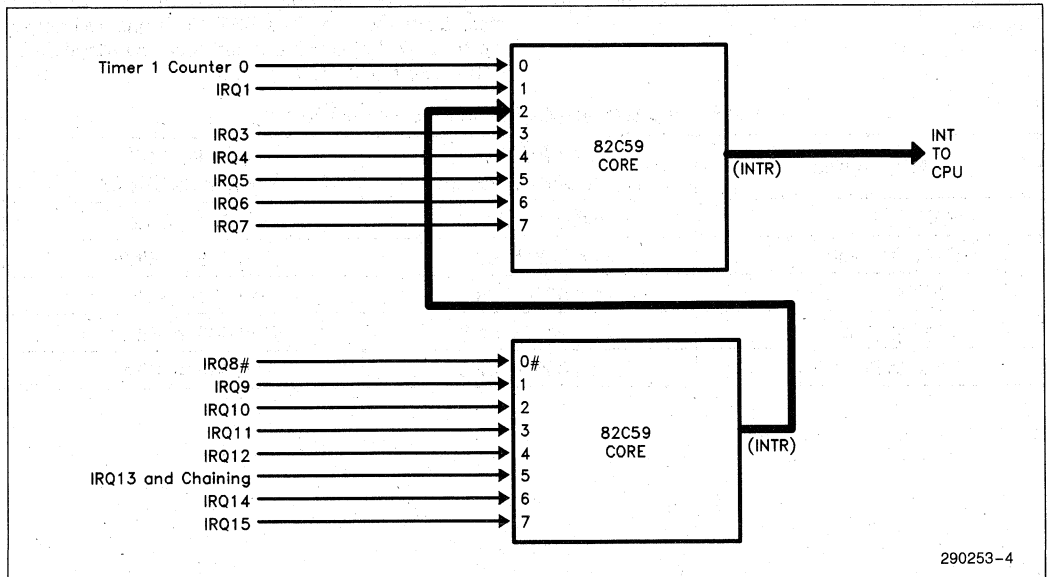 Timer 1 Counter 0
0
IRQ1
1
2
IRQ3
3
IRQ4
4
IRQ5
5
IRQ6
6
IRQ7
7
82C59
CORE
(INTR)
INT
TO
CPU
IRQ8#
0#
IRQ9
1
IRQ10
2
IRQ11
3
IRQ12
4
IRQ13 and Chaining
5
IRQ14
6
IRQ15
7
82C59
CORE
(INTR)
290253-4